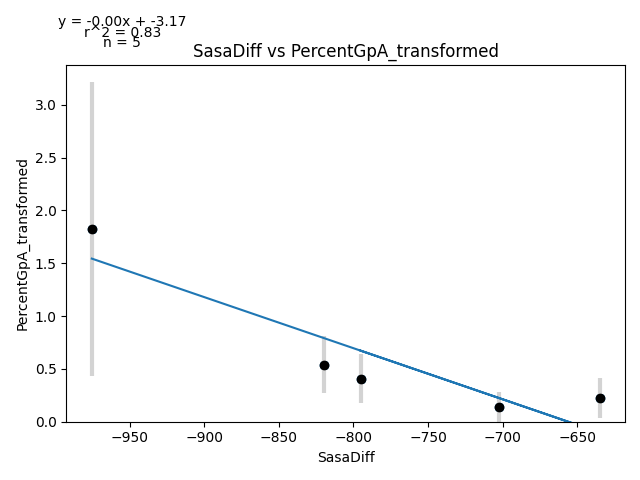 y = -0.00x + -3.17
r^2 = 0.83
n = 5
SasaDiff vs PercentGpA_transformed
3.0
2.5
2.0
1.5
1.0
0.5
0.0
PercentGpA_transformed
−950 −900 −850 −800 −750 −700 −650
SasaDiff